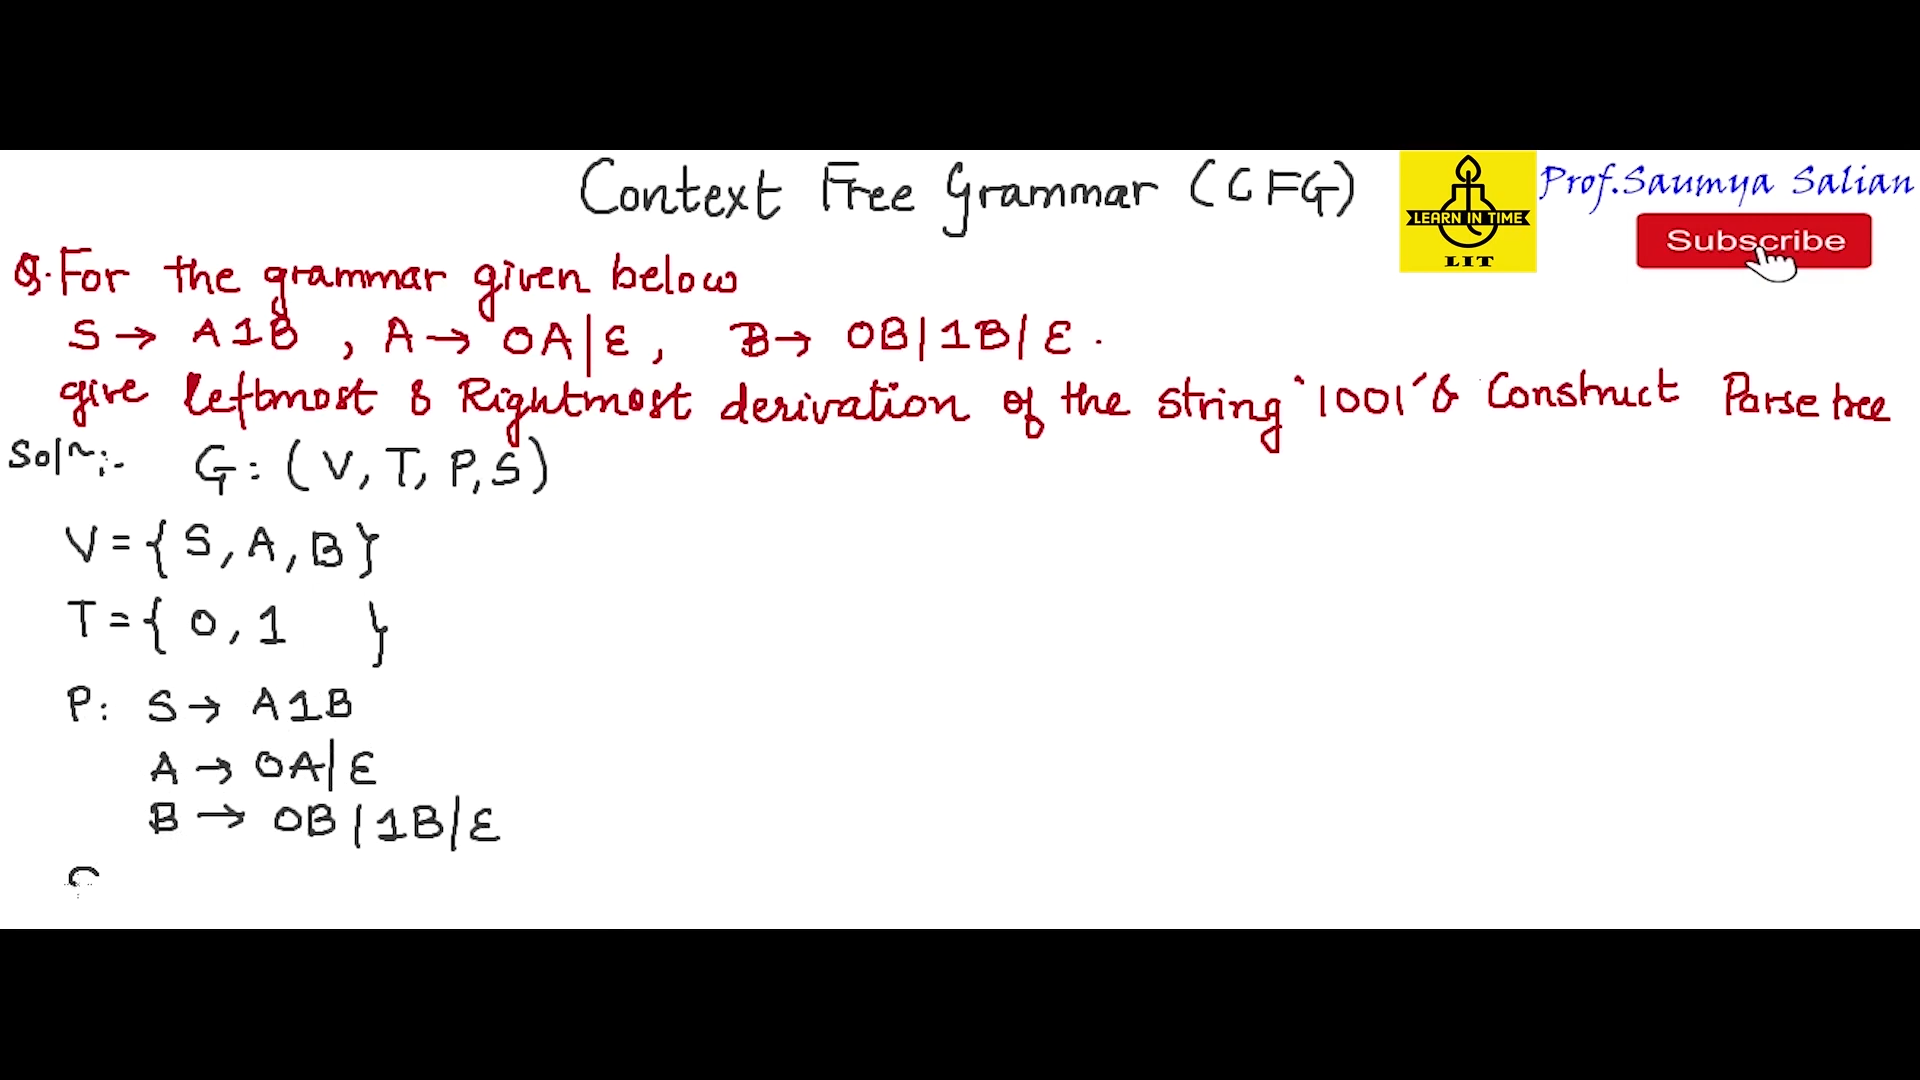 Context Free Grammar (CFG)
LEARN IN TIME
LIT
Prof.Saumya Salian
Subscribe
Q. For the grammar given below
S → A1B , A → 0A|ε, B → 0B|1B|ε.
give leftmost & Rightmost derivation of the string '1001' & Construct Parse tree
Soln:- G: (V, T, P, S)
V = {S, A, B}
T = {0, 1 }
P: S → A1B
A → 0A|ε
B → 0B|1B|ε